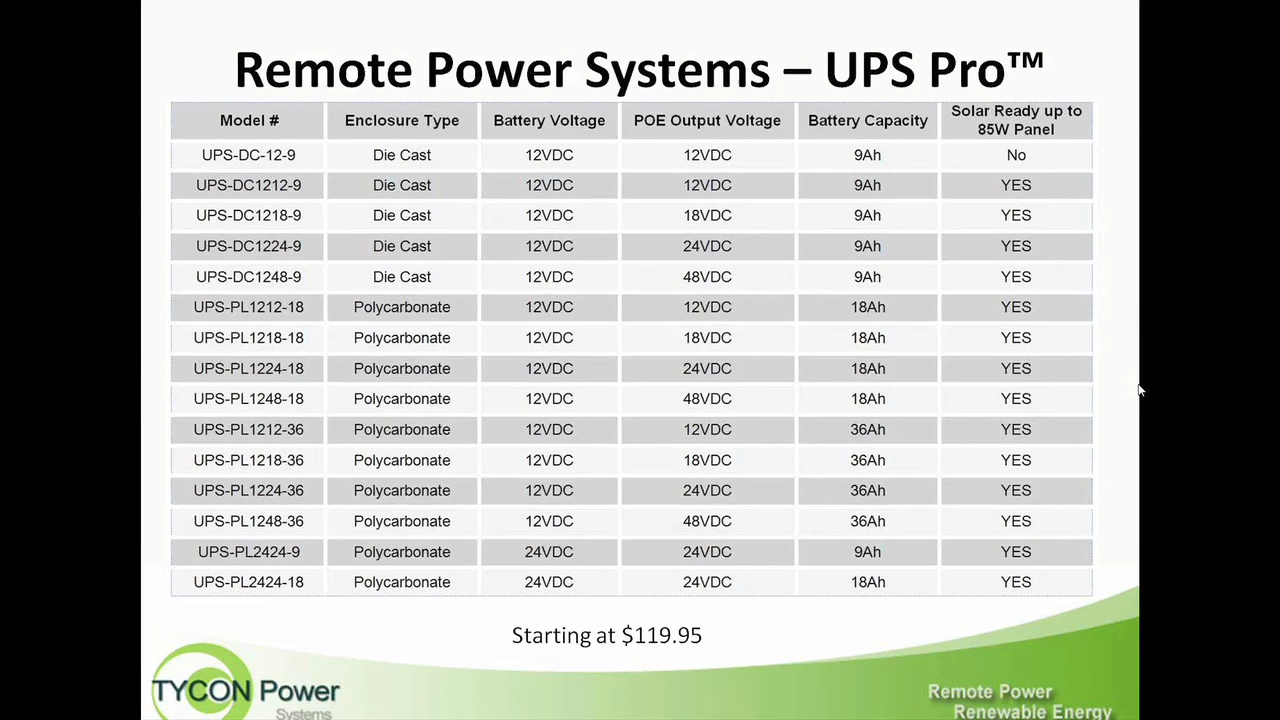 Remote Power Systems – UPS Pro™
Model # Enclosure Type Battery Voltage POE Output Voltage Battery Capacity Solar Ready up to 85W Panel
UPS-DC-12-9 Die Cast 12VDC 12VDC 9Ah No
UPS-DC1212-9 Die Cast 12VDC 12VDC 9Ah YES
UPS-DC1218-9 Die Cast 12VDC 18VDC 9Ah YES
UPS-DC1224-9 Die Cast 12VDC 24VDC 9Ah YES
UPS-DC1248-9 Die Cast 12VDC 48VDC 9Ah YES
UPS-PL1212-18 Polycarbonate 12VDC 12VDC 18Ah YES
UPS-PL1218-18 Polycarbonate 12VDC 18VDC 18Ah YES
UPS-PL1224-18 Polycarbonate 12VDC 24VDC 18Ah YES
UPS-PL1248-18 Polycarbonate 12VDC 48VDC 18Ah YES
UPS-PL1212-36 Polycarbonate 12VDC 12VDC 36Ah YES
UPS-PL1218-36 Polycarbonate 12VDC 18VDC 36Ah YES
UPS-PL1224-36 Polycarbonate 12VDC 24VDC 36Ah YES
UPS-PL1248-36 Polycarbonate 12VDC 48VDC 36Ah YES
UPS-PL2424-9 Polycarbonate 24VDC 24VDC 9Ah YES
UPS-PL2424-18 Polycarbonate 24VDC 24VDC 18Ah YES
Starting at $119.95
TYCON Power
Systems
Remote Power
Renewable Energy